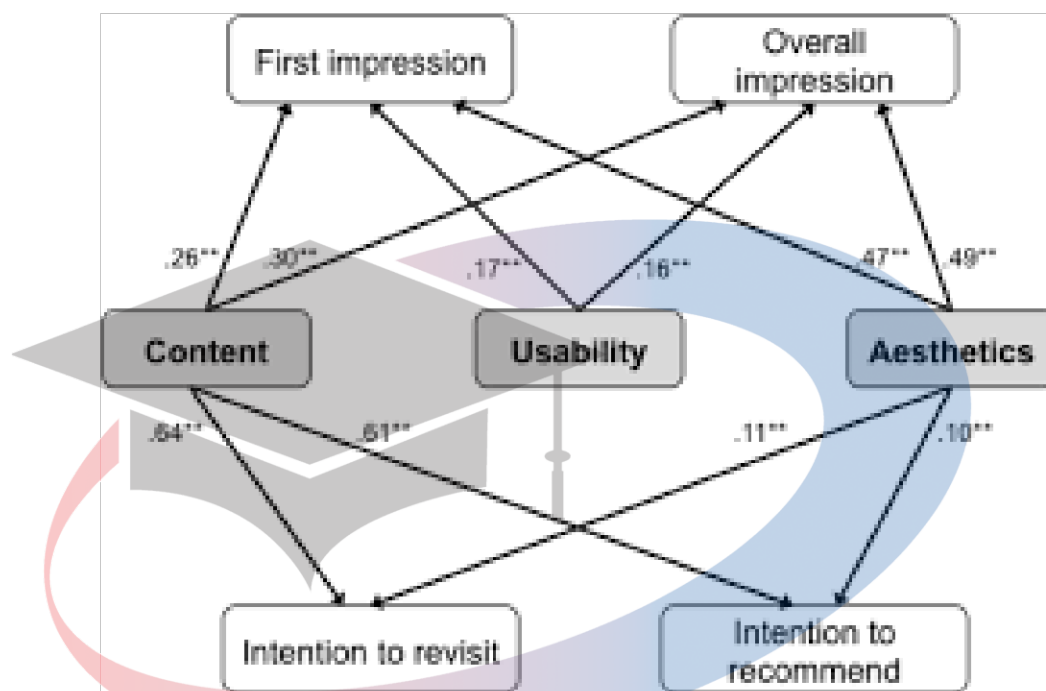 First impression
Overall
impression
.26**
.30**
.17**
.16**
.47**
.49**
Content
Usability
Aesthetics
.64**
.61**
.11**
.10**
Intention to revisit
Intention to
recommend